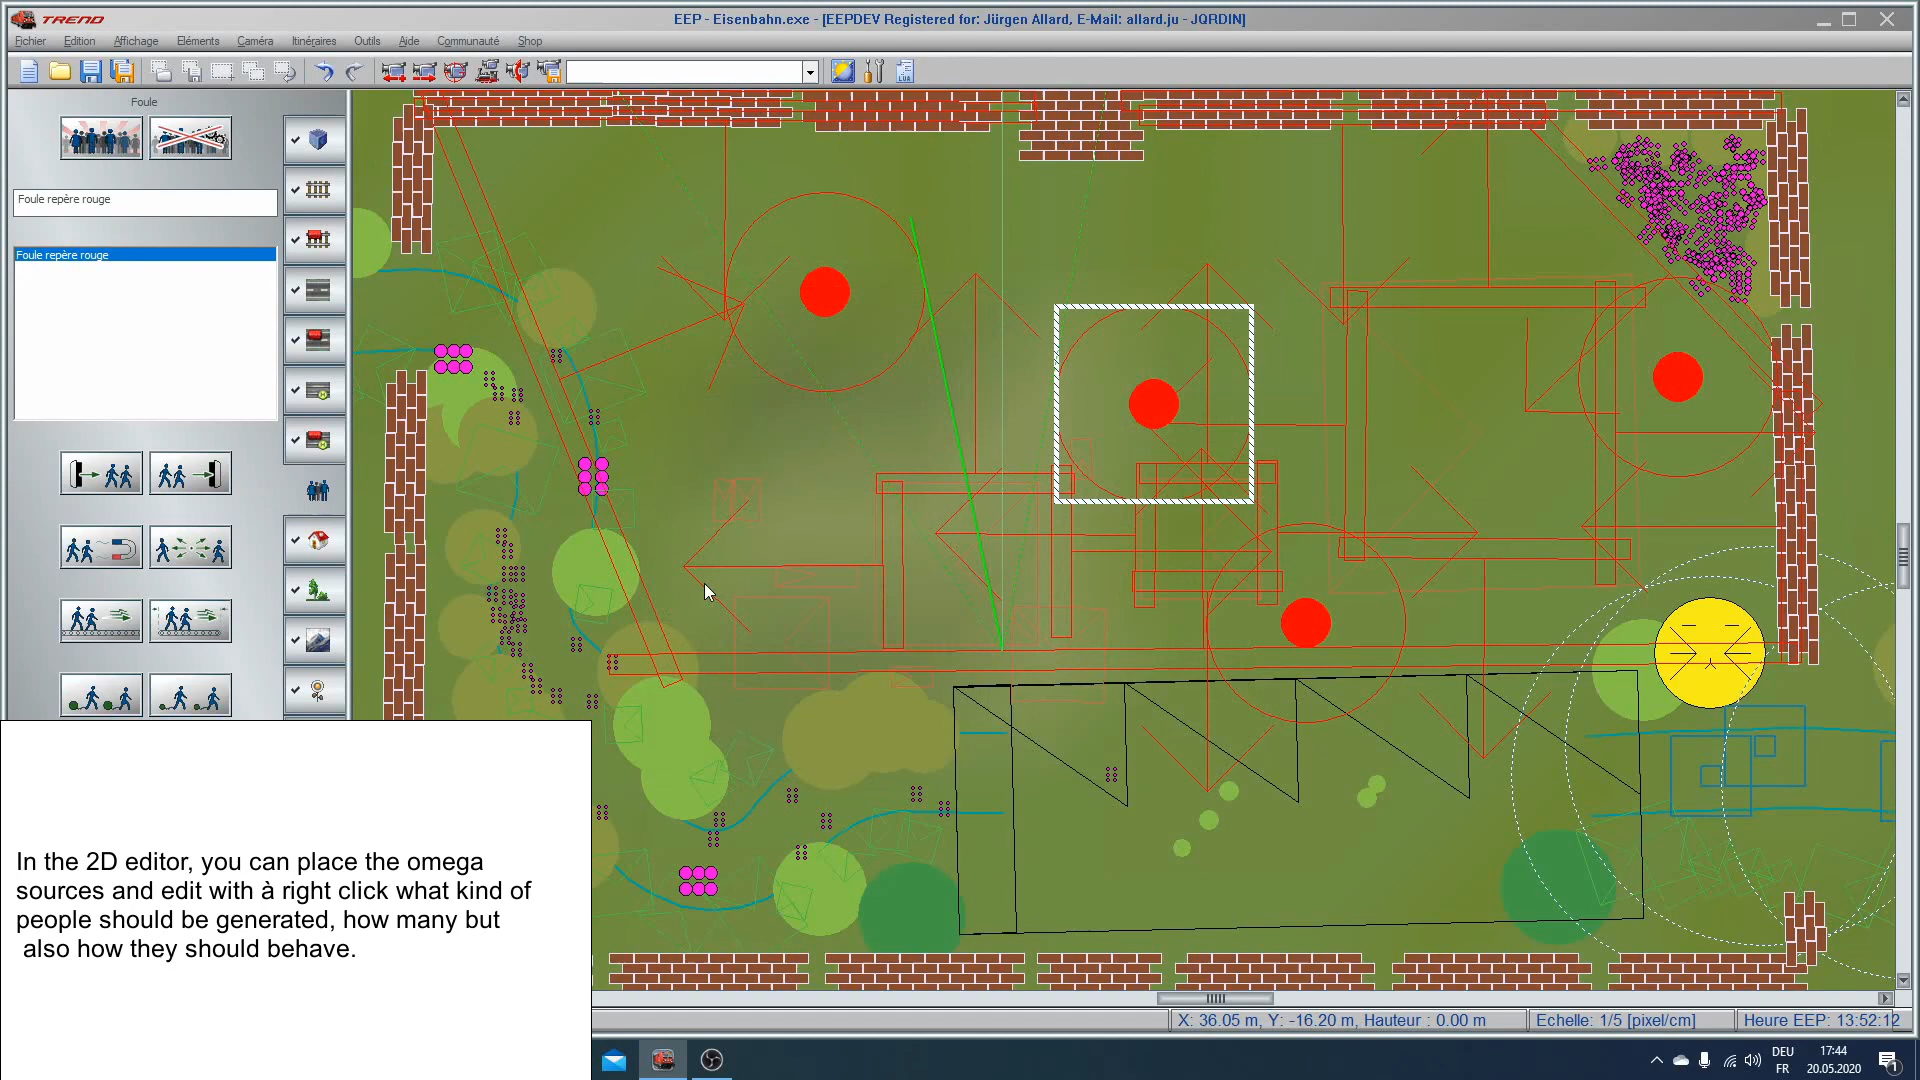 TREND
EEP - Eisenbahn.exe - [EEPDEV Registered for: Jürgen Allard, E-Mail: allard.ju - JQRDIN]
Fichier Edition Affichage Eléments Caméra Itinéraires Outils Aide Communauté Shop
LUA
Foule
Foule repère rouge
Foule repère rouge
In the 2D editor, you can place the omega
sources and edit with à right click what kind of
people should be generated, how many but
also how they should behave.
X: 36.05 m, Y: -16.20 m, Hauteur : 0.00 m Echelle: 1/5 [pixel/cm] Heure EEP: 13:52:12
DEU 17:44
FR 20.05.2020
1